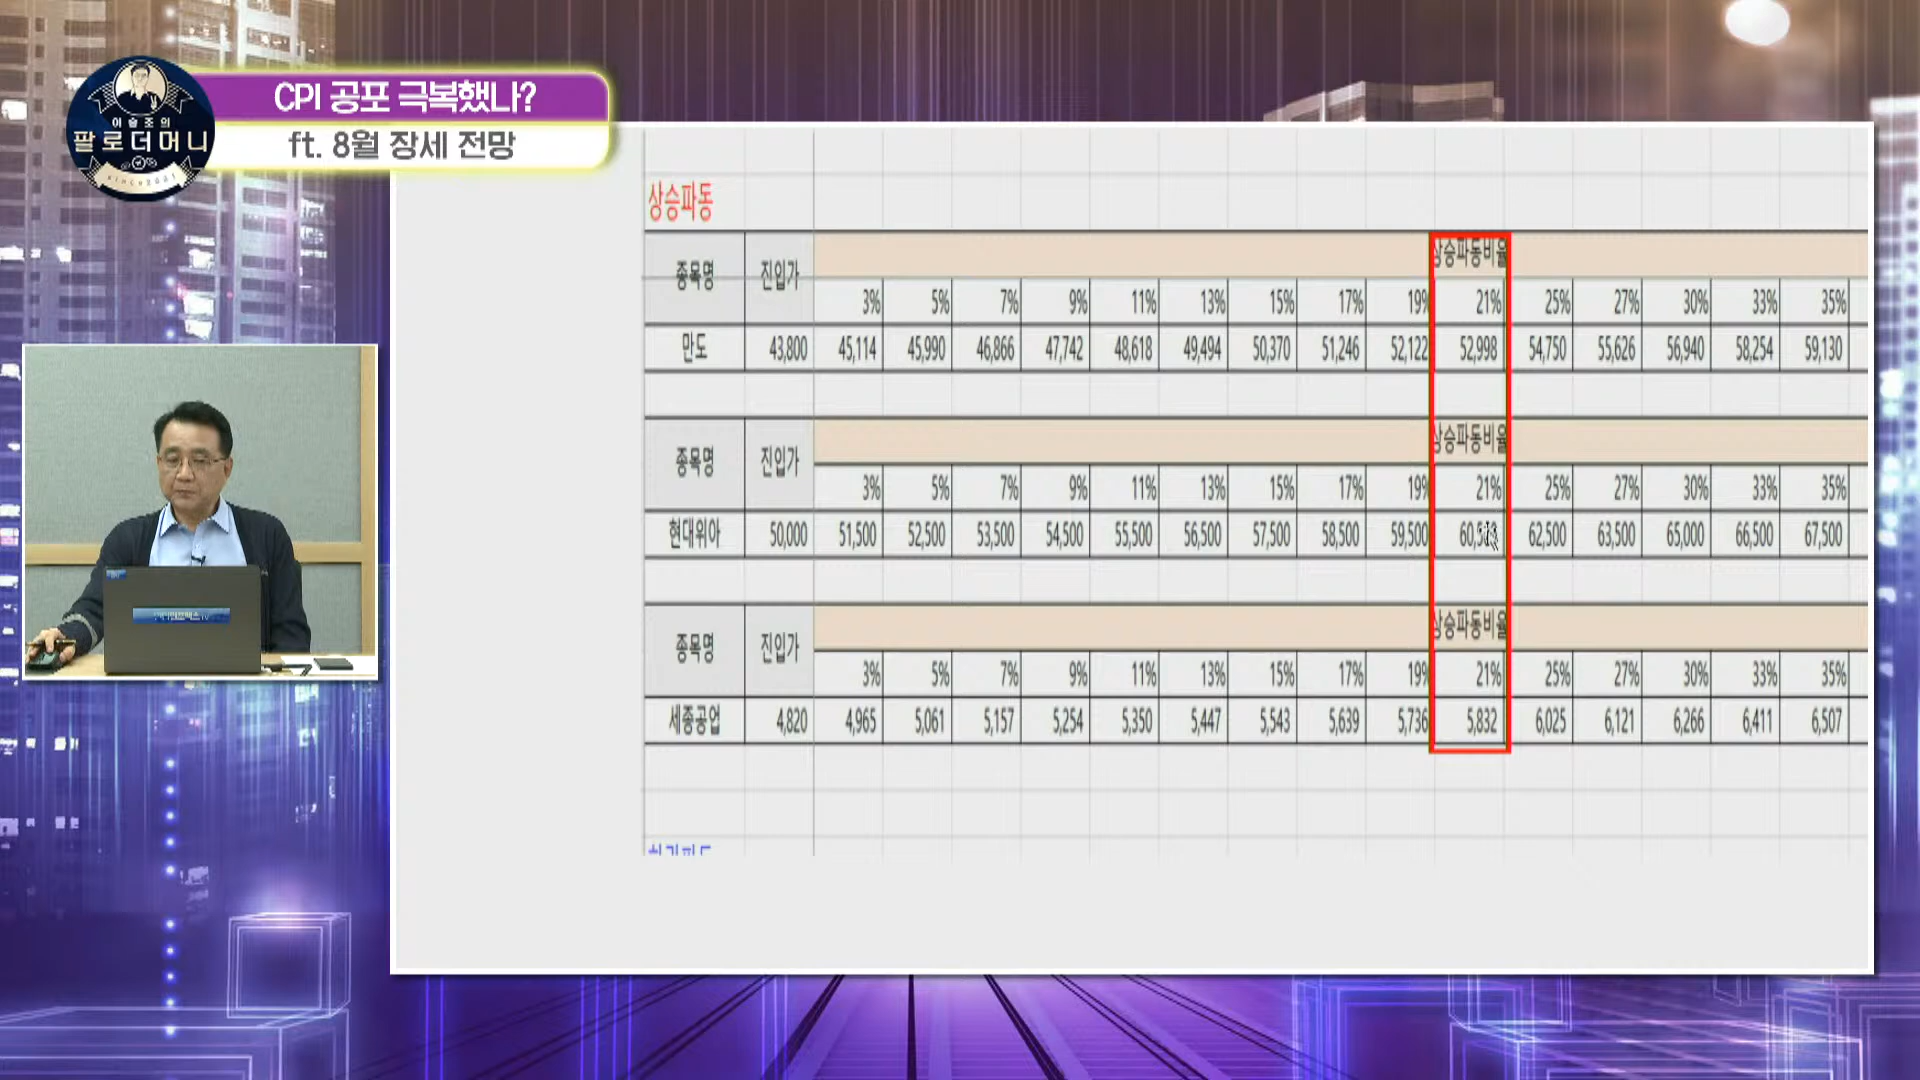 CPI 공포 극복했나?
ft. 8월 장세 전망
이승조의
팔로더머니
상승파동
종목명 진입가 상승파동비율
3% 5% 7% 9% 11% 13% 15% 17% 19% 21% 25% 27% 30% 33% 35%
만도 43,800 45,114 45,990 46,866 47,742 48,618 49,494 50,370 51,246 52,122 52,998 54,750 55,626 56,940 58,254 59,130
종목명 진입가 상승파동비율
3% 5% 7% 9% 11% 13% 15% 17% 19% 21% 25% 27% 30% 33% 35%
현대위아 50,000 51,500 52,500 53,500 54,500 55,500 56,500 57,500 58,500 59,500 62,500 63,500 65,000 66,500 67,500
종목명 진입가 상승파동비율
3% 5% 7% 9% 11% 13% 15% 17% 19% 21% 25% 27% 30% 33% 35%
세종공업 4,820 4,965 5,061 5,157 5,254 5,350 5,447 5,543 5,639 5,736 5,832 6,025 6,121 6,266 6,411 6,507